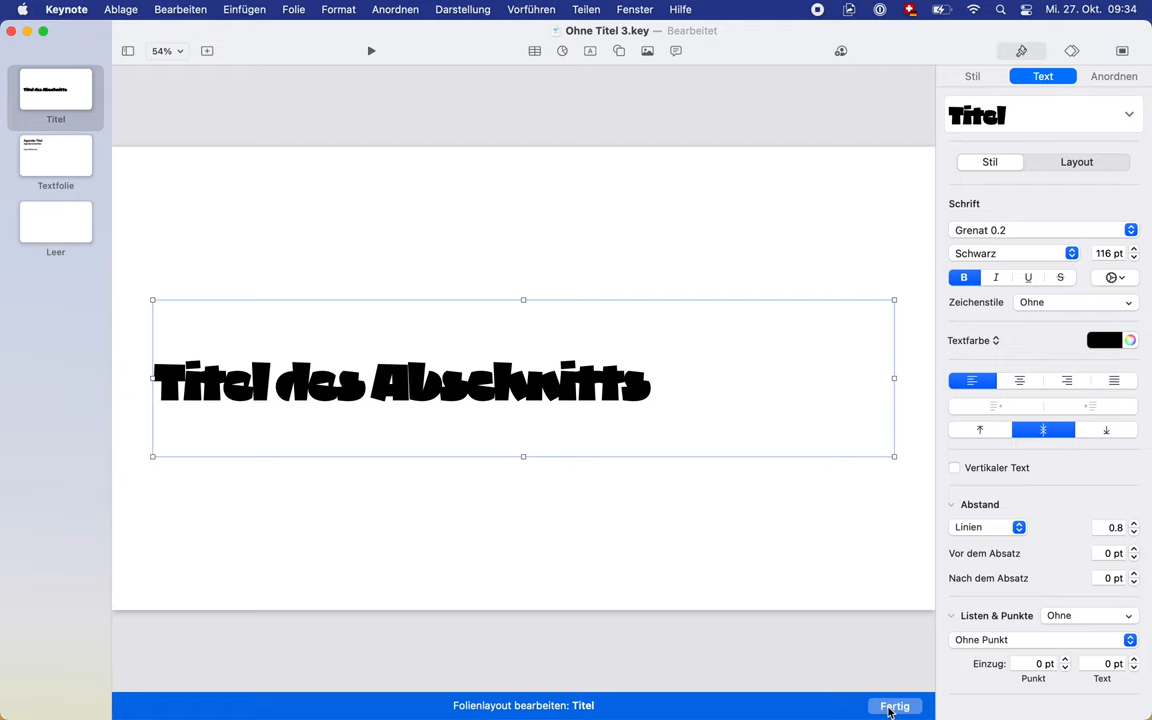 Keynote Ablage Bearbeiten Einfügen Folie Format Anordnen Darstellung Vorführen Teilen Fenster Hilfe Mi. 27. Okt. 09:34
Ohne Titel 3.key — Bearbeitet
54%
Stil Text Anordnen
Titel des Abschnitts
Titel
Textfolie
Leer
Titel
Stil Layout
Schrift
Grenat 0.2
Schwarz 116 pt
B I U S
Zeichenstile Ohne
Textfarbe
Titel des Abschnitts
Vertikaler Text
Abstand
Linien 0.8
Vor dem Absatz 0 pt
Nach dem Absatz 0 pt
Listen & Punkte Ohne
Ohne Punkt
Einzug: 0 pt 0 pt
Punkt Text
Folienlayout bearbeiten: Titel Fertig